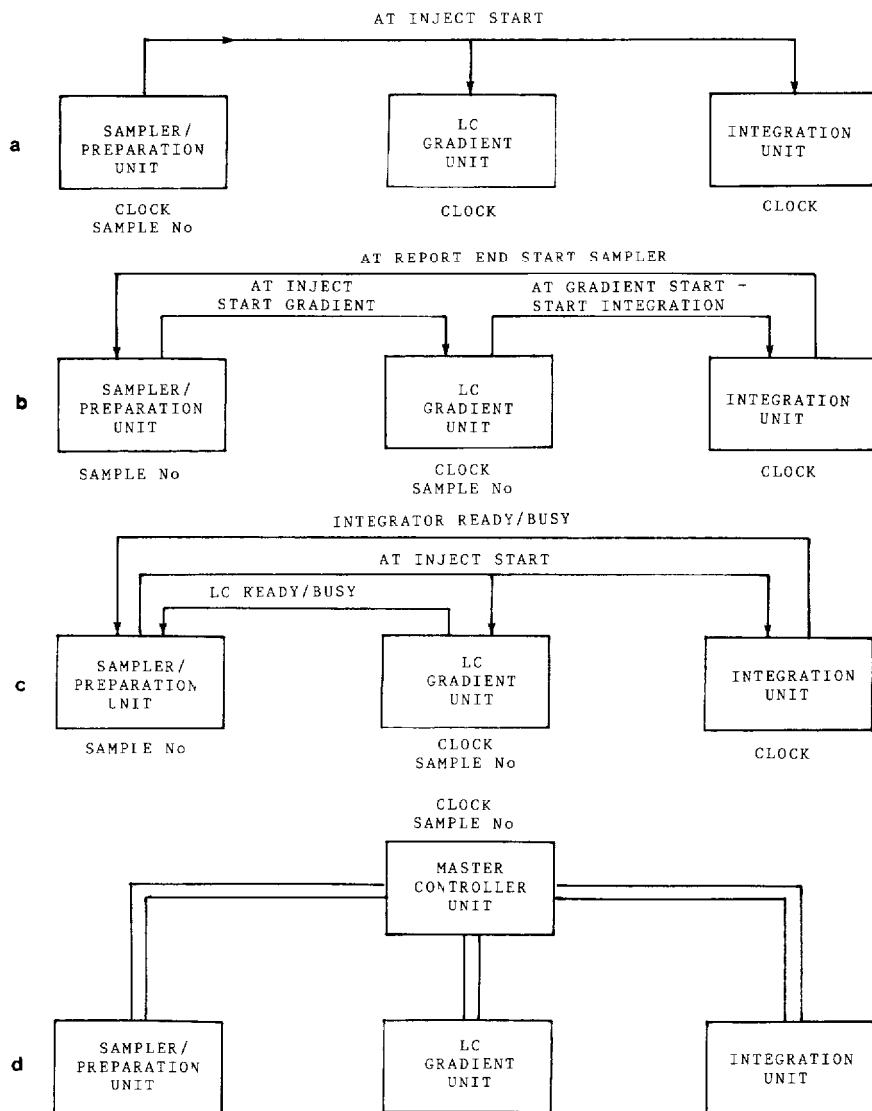 AT INJECT START
a
SAMPLER/
PREPARATION
UNIT
LC
GRADIENT
UNIT
INTEGRATION
UNIT
CLOCK
SAMPLE No
CLOCK
CLOCK
AT REPORT END START SAMPLER
AT INJECT
START GRADIENT
AT GRADIENT START -
START INTEGRATION
b
SAMPLER/
PREPARATION
UNIT
LC
GRADIENT
UNIT
INTEGRATION
UNIT
SAMPLE No
CLOCK
SAMPLE No
CLOCK
INTEGRATOR READY/BUSY
AT INJECT START
LC READY/BUSY
c
SAMPLER/
PREPARATION
UNIT
LC
GRADIENT
UNIT
INTEGRATION
UNIT
SAMPLE No
CLOCK
SAMPLE No
CLOCK
CLOCK
SAMPLE No
MASTER
CONTROLLER
UNIT
d
SAMPLER/
PREPARATION
UNIT
LC
GRADIENT
UNIT
INTEGRATION
UNIT